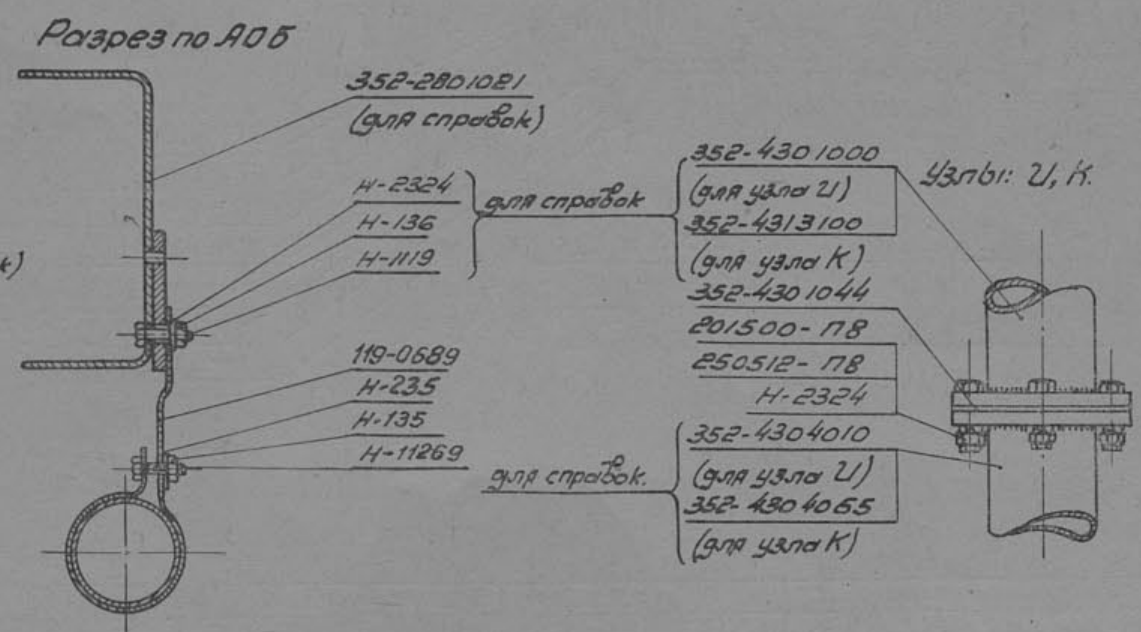 Разрез по АОБ
352-2801021
(для справок)
Н-2324
Н-136
Н-1119
для справок
к)
119-0689
Н-235
Н-135
Н-11269
для справок.
352-4301000
(для узла И)
352-4313100
(для узла К)
352-4301044
201500-П8
250512-П8
Н-2324
352-4304010
(для узла И)
352-4304055
(для узла К)
Узлы: И, К.